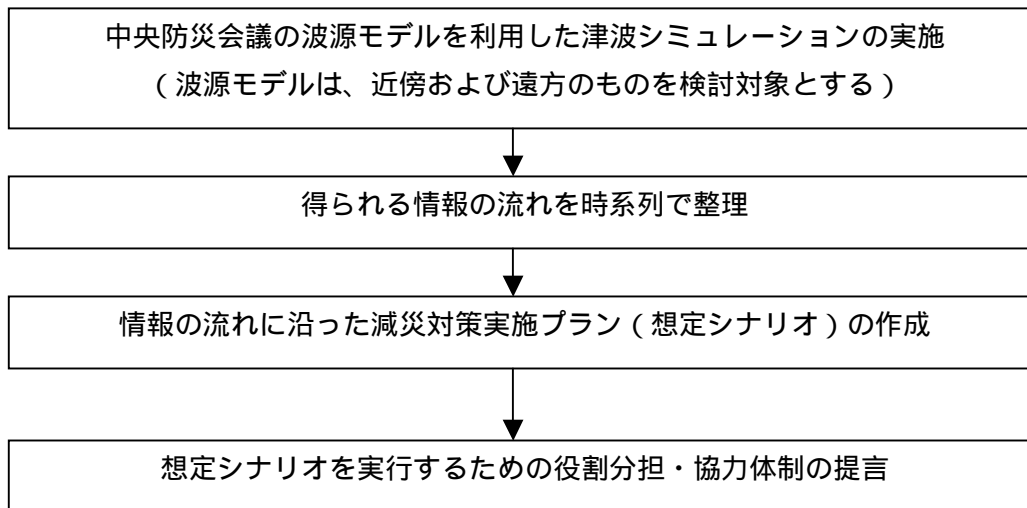 中央防災会議の波源モデルを利用した津波シミュレーションの実施
（波源モデルは、近傍および遠方のものを検討対象とする）
得られる情報の流れを時系列で整理
情報の流れに沿った減災対策実施プラン（想定シナリオ）の作成
想定シナリオを実行するための役割分担・協力体制の提言